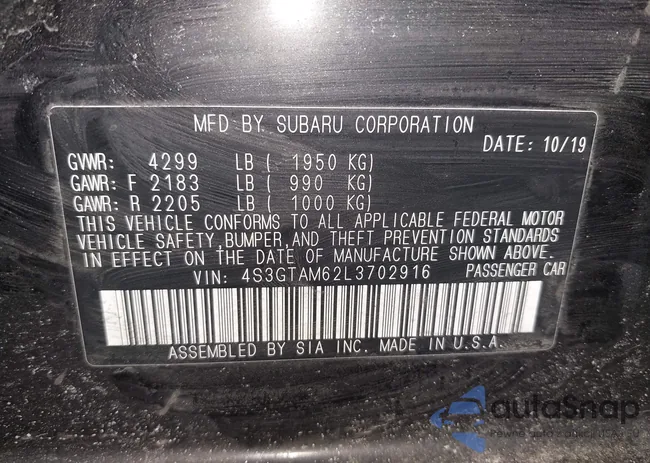 MFD BY. SUBARU CORPORATION
DATE: 10/19
GVWR: 4299 LB ( 1950 KG)
GAWR: F 2183 LB ( 990 KG)
GAWR: R 2205 LB ( 1000 KG)
THIS VEHICLE CONFORMS TO ALL APPLICABLE FEDERAL MOTOR
VEHICLE SAFETY, BUMPER, AND THEFT PREVENTION STANDARDS
IN EFFECT ON THE DATE OF MANUFACTURE SHOWN ABOVE.
VIN: 4S3GTAM62L3702916 PASSENGER CAR
ASSEMBLED BY SIA INC. MADE IN U.S.A.
autoSnap